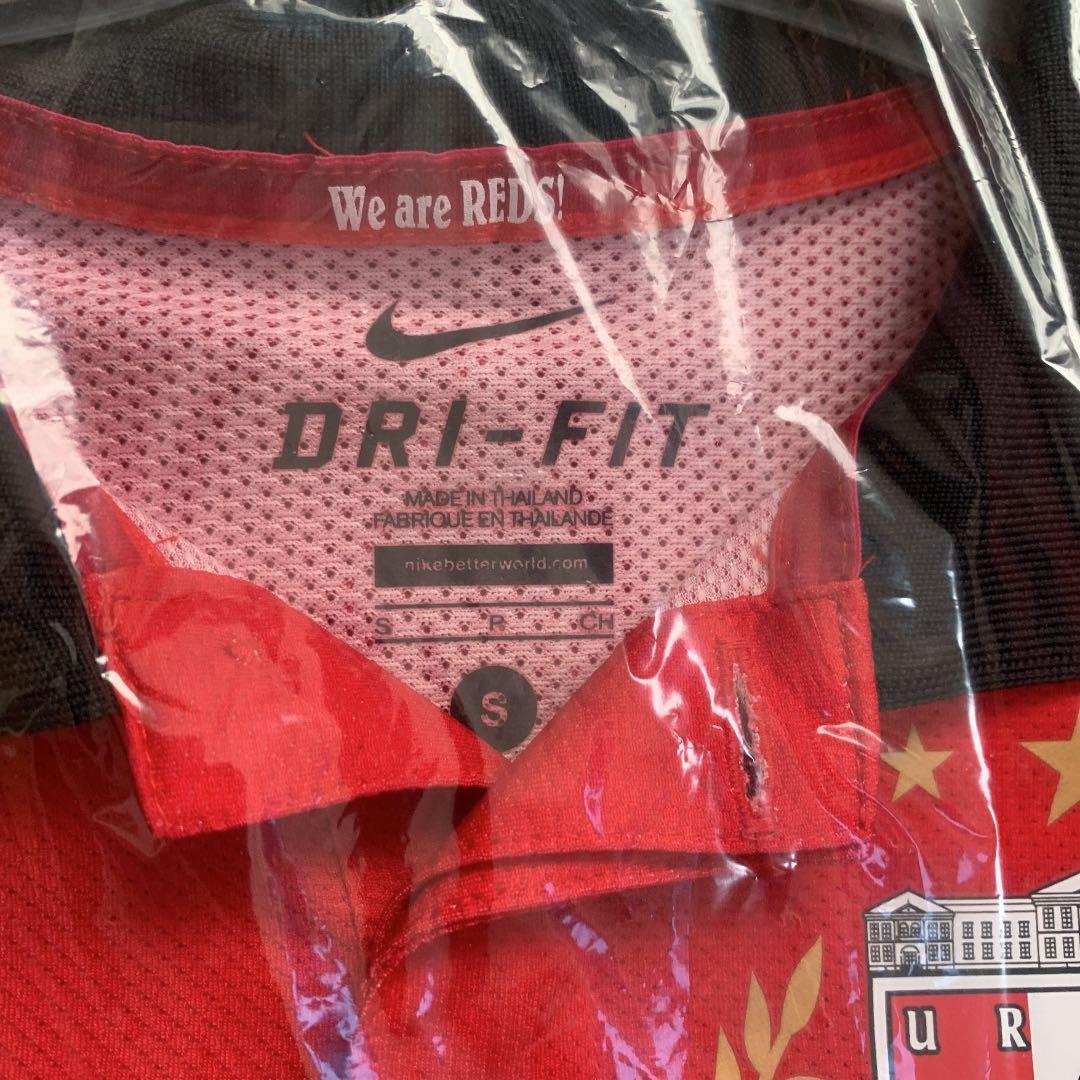 We are REDS!
DRI-FIT
MADE IN THAILAND
FABRIQUE EN THAILANDE
nikebetterworld.com
S P CH
S
U R